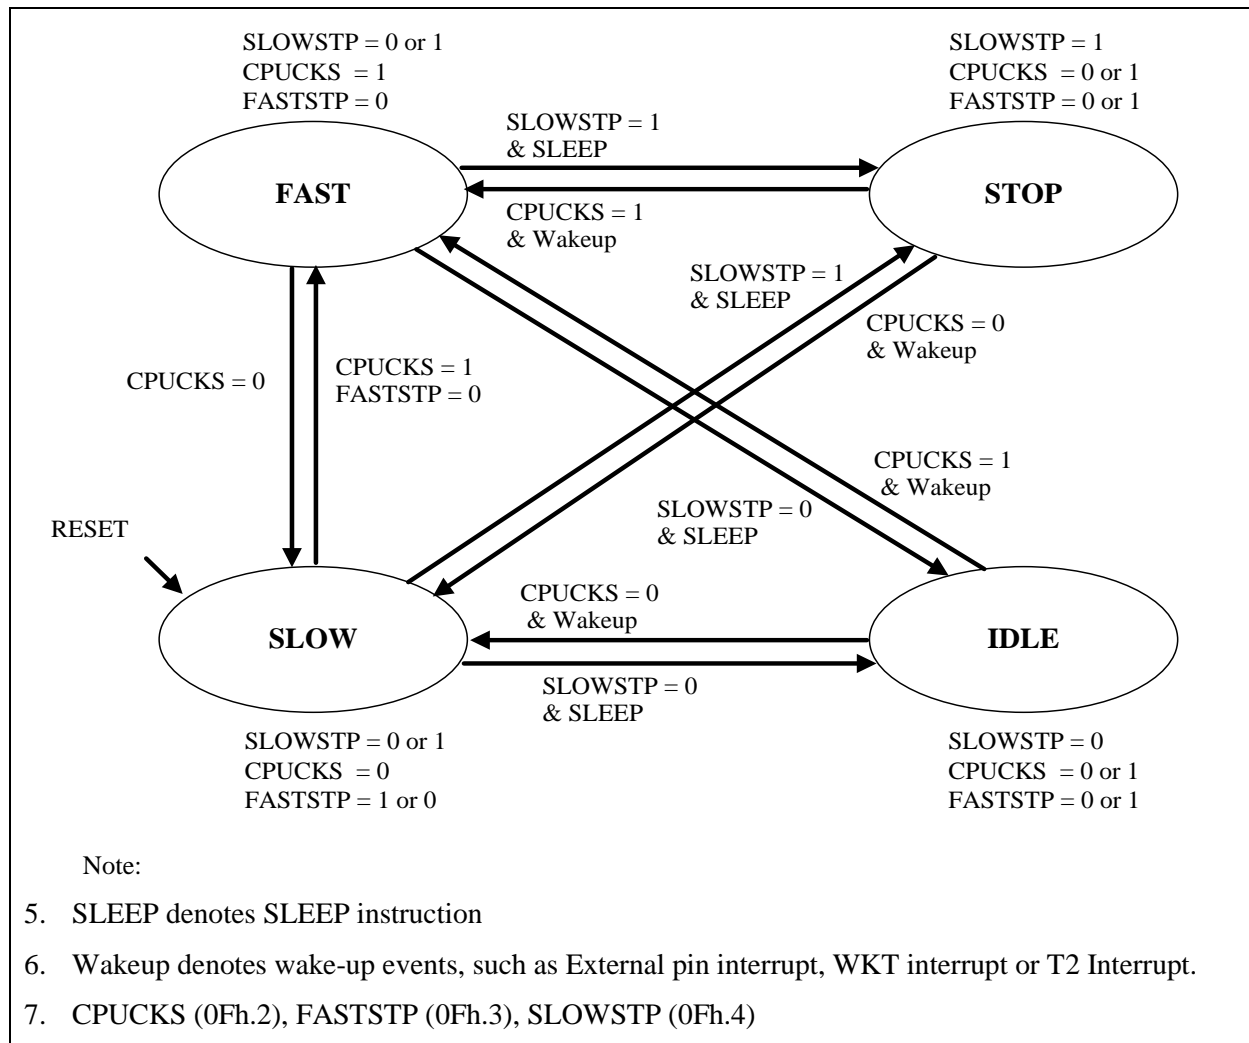 SLOWSTP = 0 or 1
CPUCKS = 1
FASTSTP = 0
SLOWSTP = 1
CPUCKS = 0 or 1
FASTSTP = 0 or 1
SLOWSTP = 1
& SLEEP
FAST
STOP
CPUCKS = 1
& Wakeup
SLOWSTP = 1
& SLEEP
CPUCKS = 0
& Wakeup
CPUCKS = 0
CPUCKS = 1
FASTSTP = 0
CPUCKS = 1
& Wakeup
SLOWSTP = 0
& SLEEP
RESET
CPUCKS = 0
& Wakeup
SLOW
IDLE
SLOWSTP = 0
& SLEEP
SLOWSTP = 0 or 1
CPUCKS = 0
FASTSTP = 1 or 0
SLOWSTP = 0
CPUCKS = 0 or 1
FASTSTP = 0 or 1
Note:
5. SLEEP denotes SLEEP instruction
6. Wakeup denotes wake-up events, such as External pin interrupt, WKT interrupt or T2 Interrupt.
7. CPUCKS (0Fh.2), FASTSTP (0Fh.3), SLOWSTP (0Fh.4)